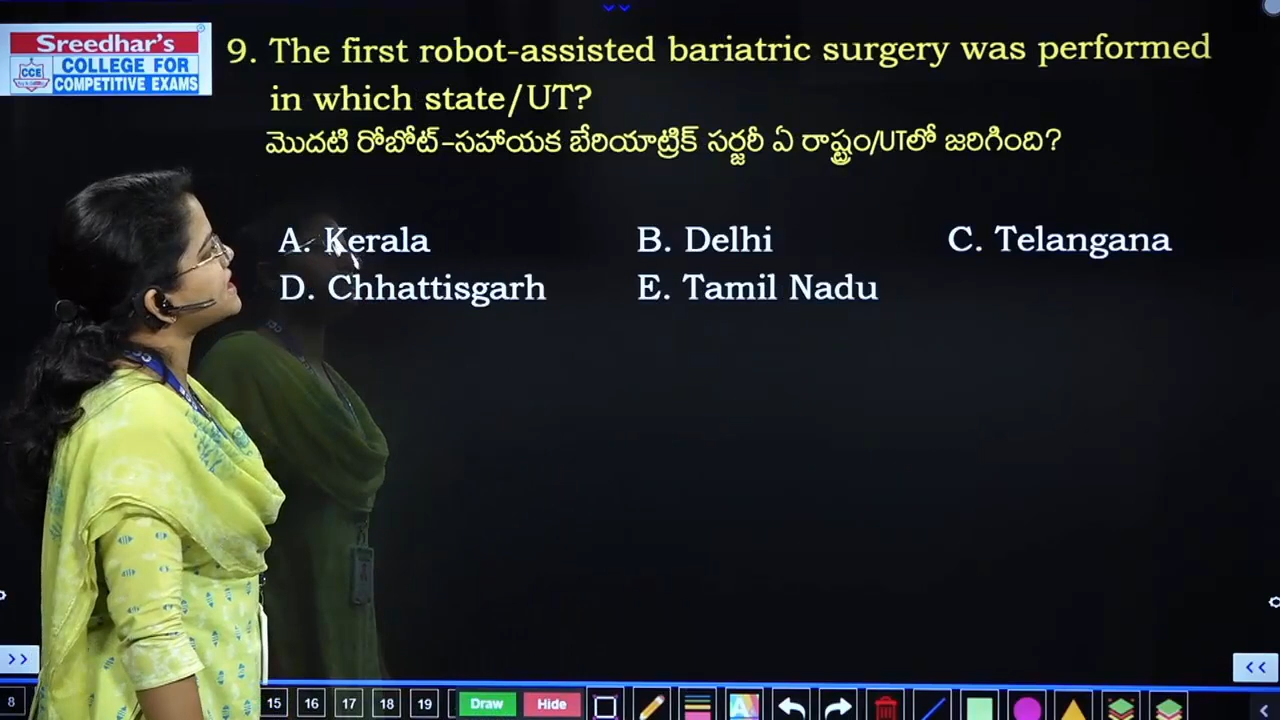 Sreedhar's
CCE
COLLEGE FOR
COMPETITIVE EXAMS
9. The first robot-assisted bariatric surgery was performed
in which state/UT?
మొదటి రోబోట్-సహాయక బేరియాట్రిక్ సర్జరీ ఏ రాష్ట్రం/UTలో జరిగింది?
A. Kerala B. Delhi C. Telangana
D. Chhattisgarh E. Tamil Nadu
>> <<
8 15 16 17 18 19 Draw Hide A <